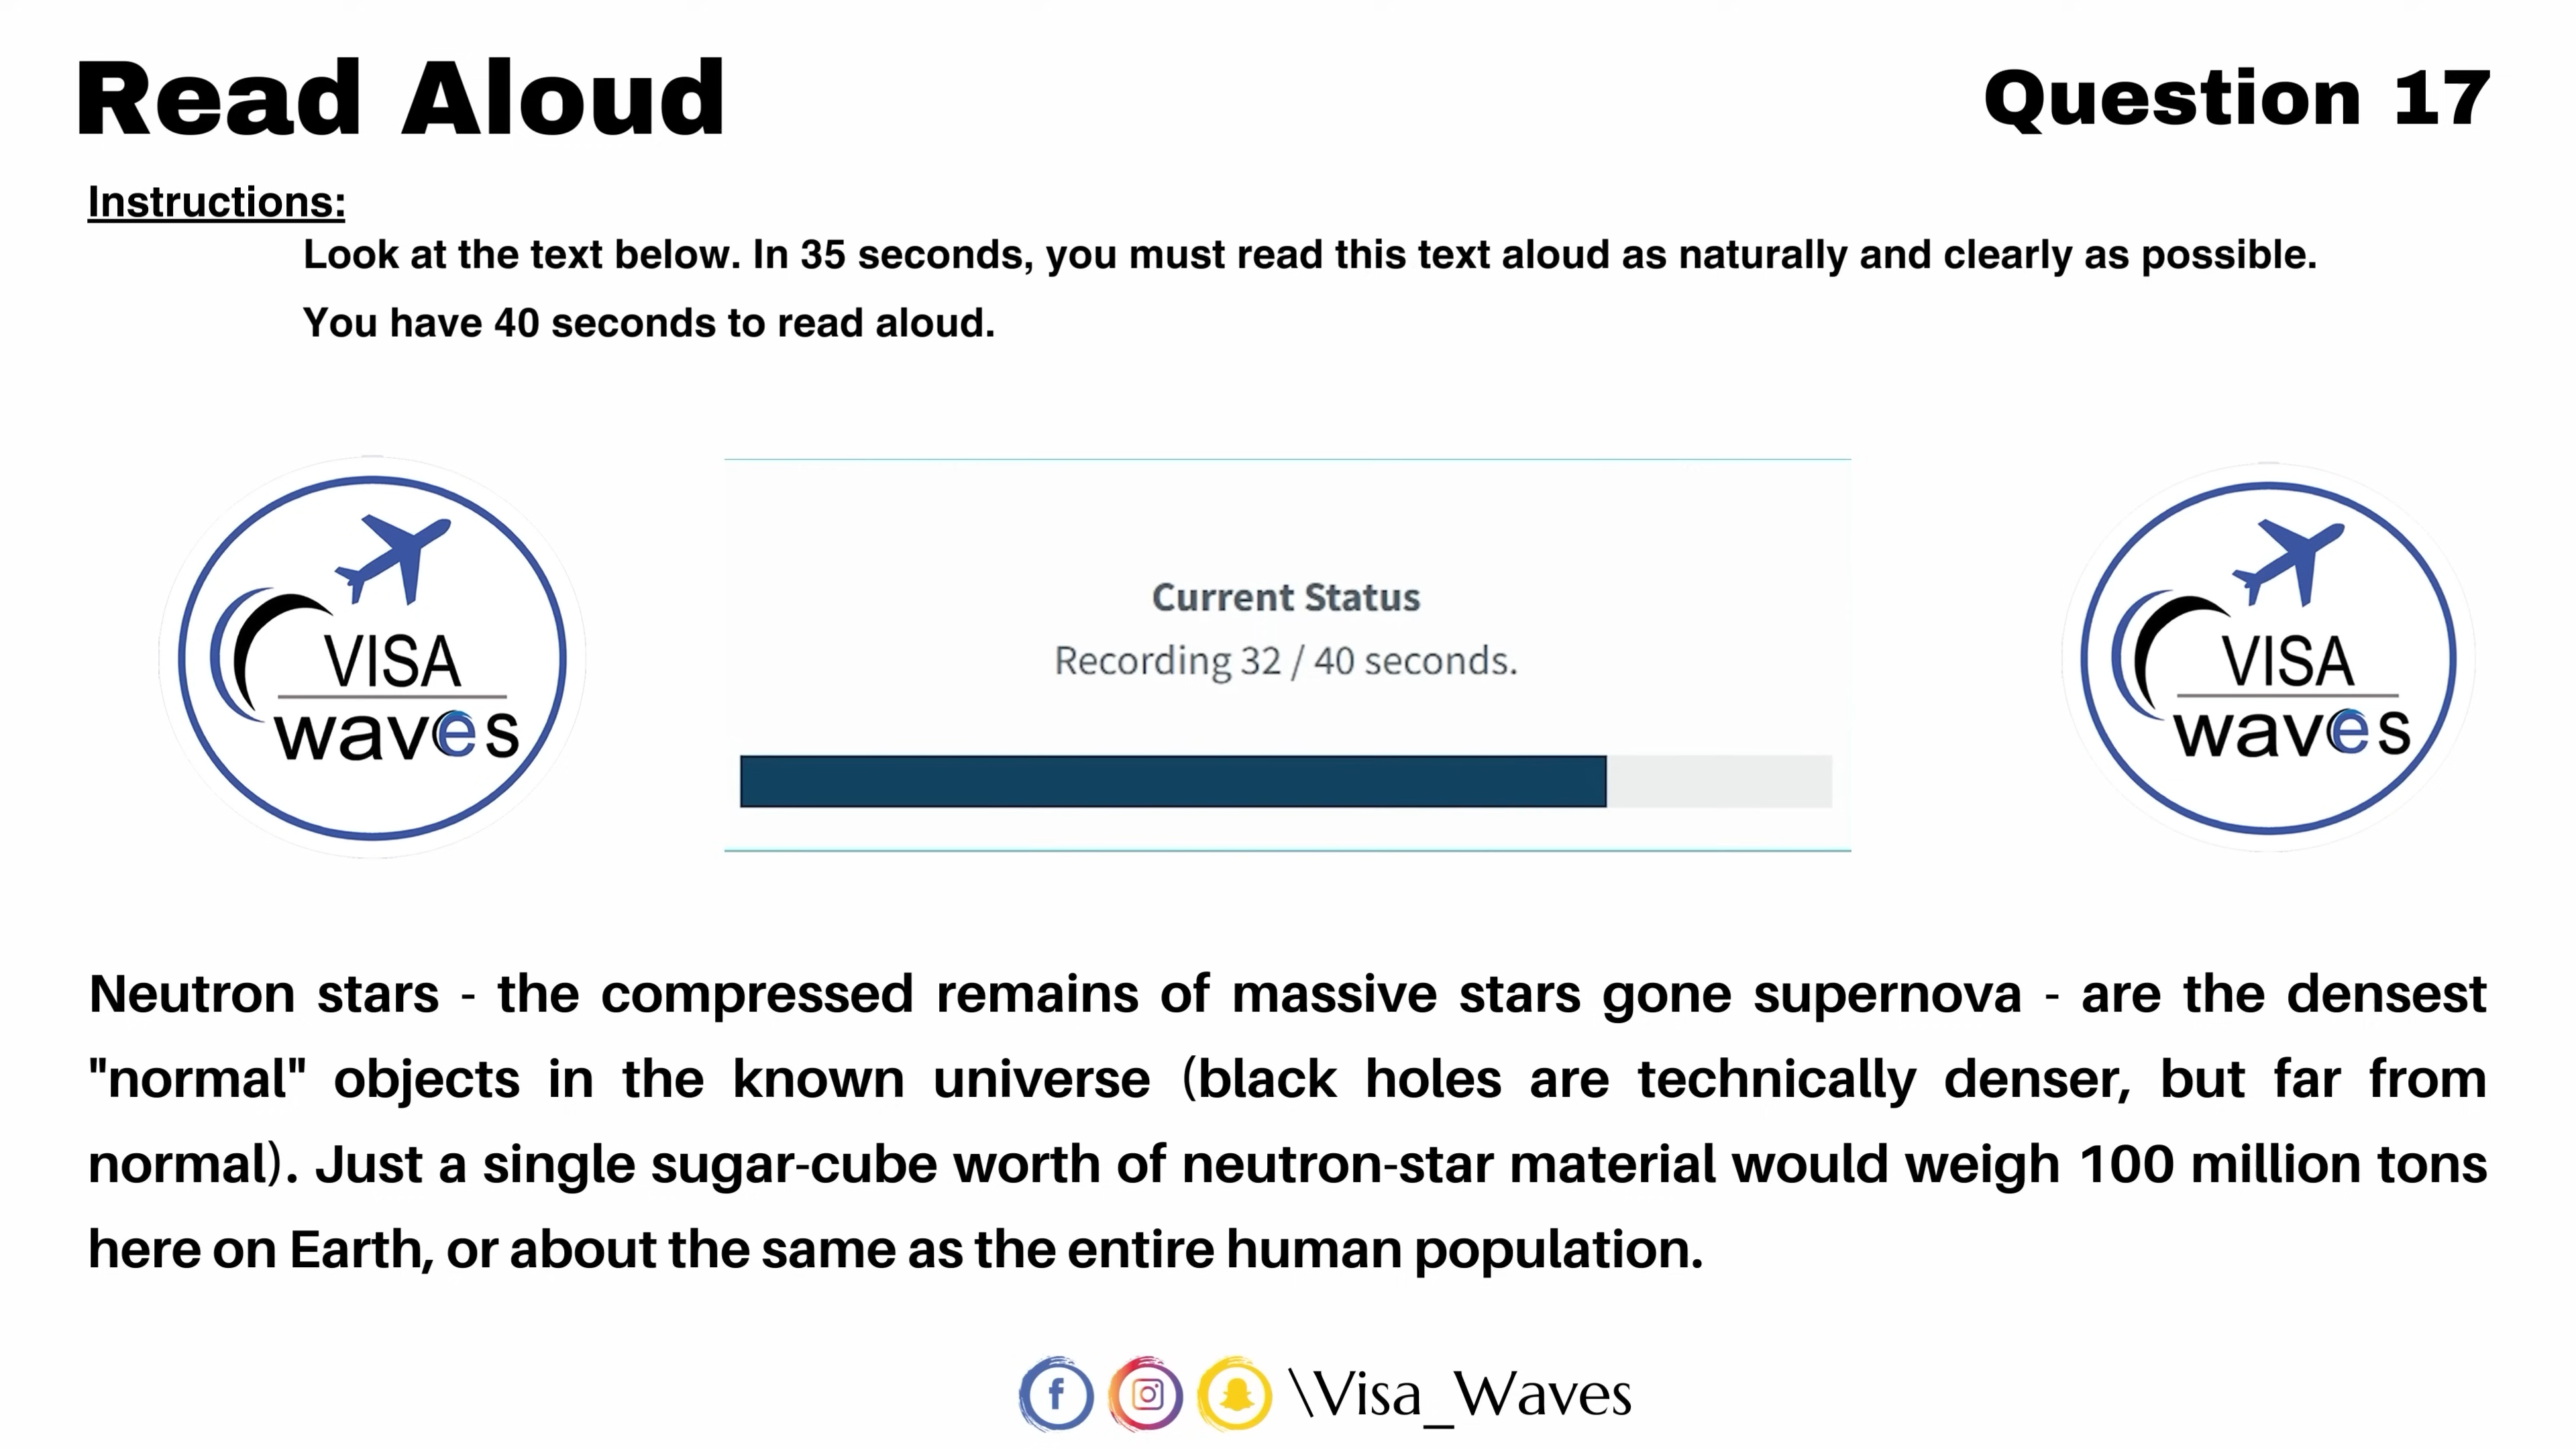 Read Aloud
Question 17
Instructions:
Look at the text below. In 35 seconds, you must read this text aloud as naturally and clearly as possible.
You have 40 seconds to read aloud.
VISA
waves
Current Status
Recording 32 / 40 seconds.
VISA
waves
Neutron stars - the compressed remains of massive stars gone supernova - are the densest
"normal" objects in the known universe (black holes are technically denser, but far from
normal). Just a single sugar-cube worth of neutron-star material would weigh 100 million tons
here on Earth, or about the same as the entire human population.
\Visa_Waves